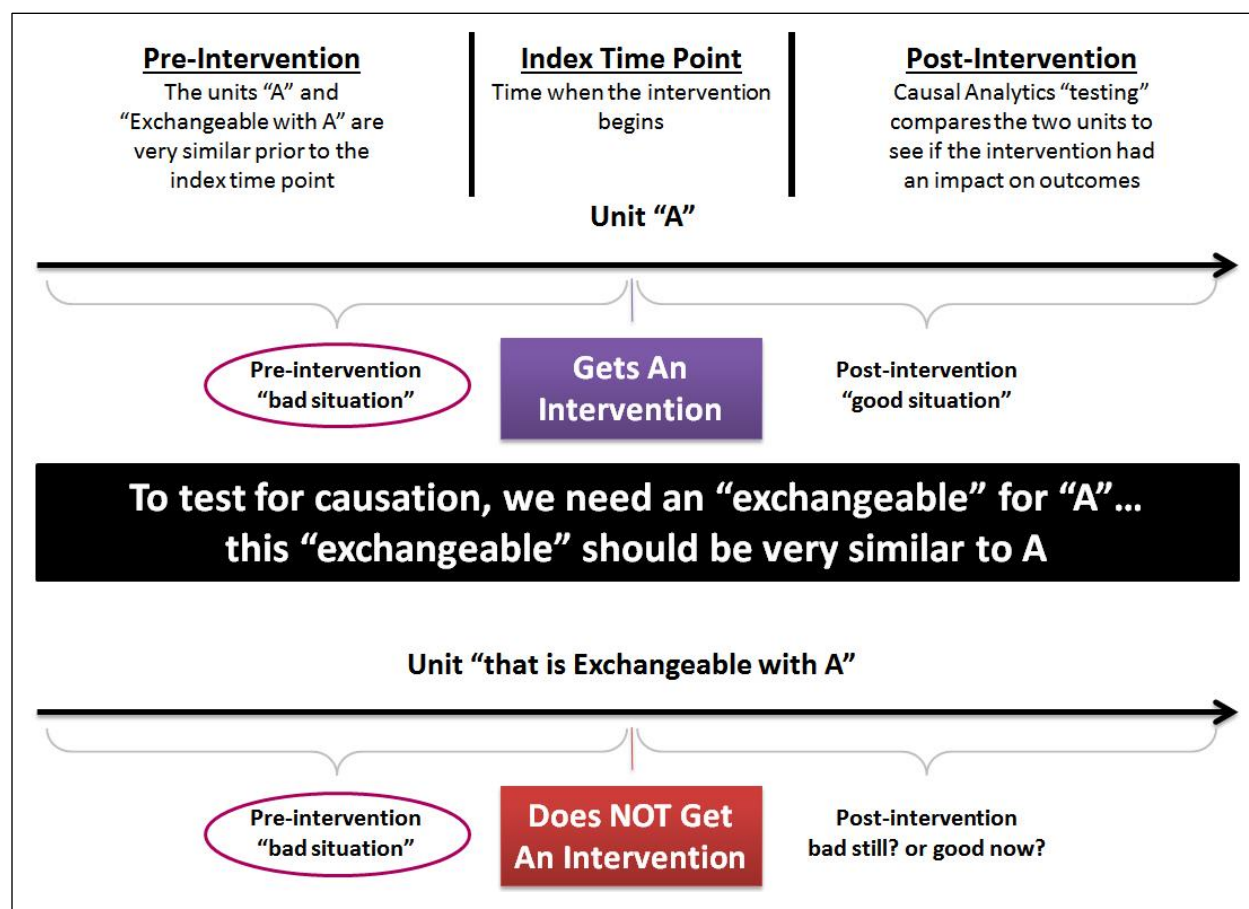 Pre-Intervention
The units “A” and
“Exchangeable with A” are
very similar prior to the
index time point
Index Time Point
Time when the intervention
begins
Post-Intervention
Causal Analytics “testing”
compares the two units to
see if the intervention had
an impact on outcomes
Unit “A”
Pre-intervention
“bad situation”
Gets An
Intervention
Post-intervention
“good situation”
To test for causation, we need an “exchangeable” for “A”…
this “exchangeable” should be very similar to A
Unit “that is Exchangeable with A”
Pre-intervention
“bad situation”
Does NOT Get
An Intervention
Post-intervention
bad still? or good now?